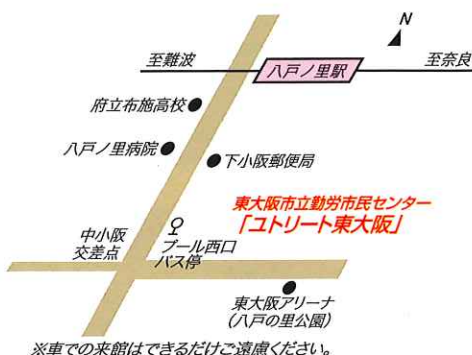 N
至難波
八戸ノ里駅
至奈良
府立布施高校
八戸ノ里病院
下小阪郵便局
東大阪市立勤労市民センター
「ユトリート東大阪」
中小阪
交差点
プール西口
バス停
東大阪アリーナ
(八戸の里公園)
※車での来館はできるだけご遠慮ください。